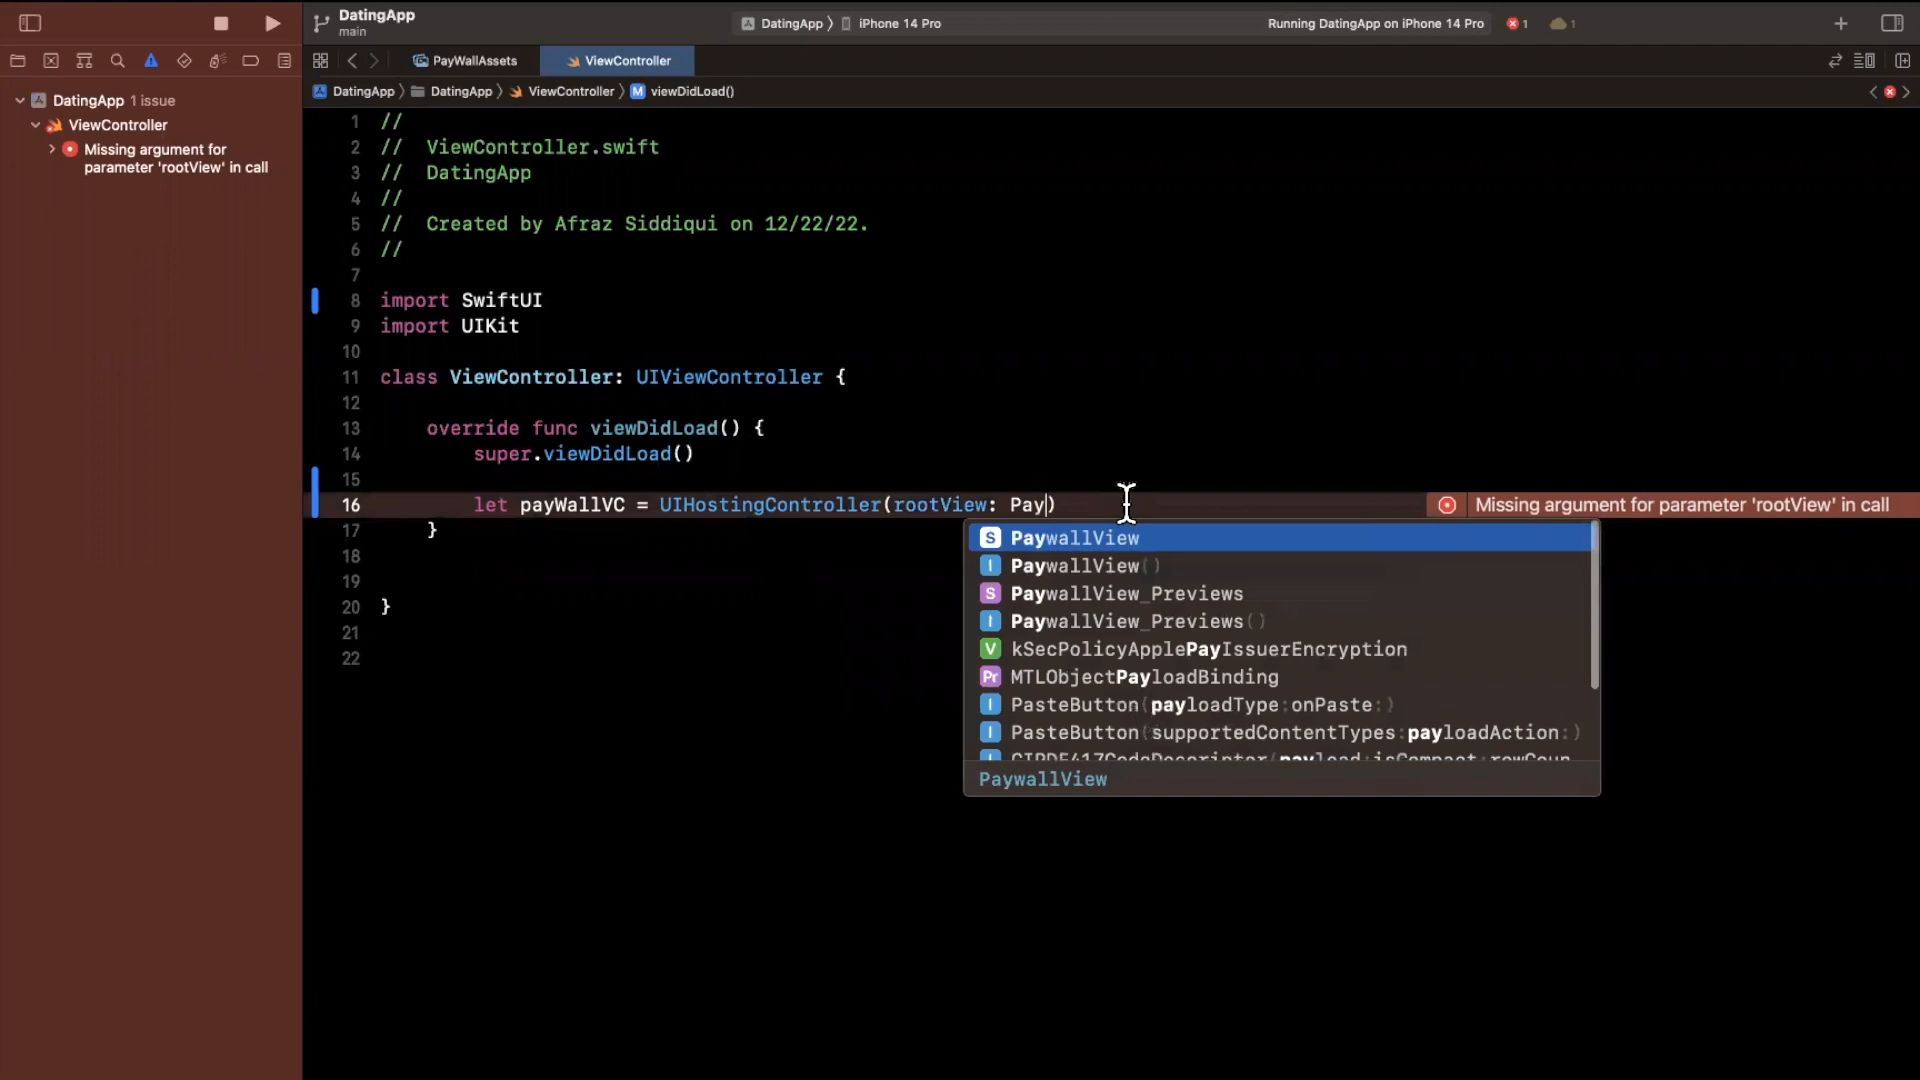 DatingApp
main
DatingApp 〉 iPhone 14 Pro
Running DatingApp on iPhone 14 Pro
1
1
PayWallAssets
ViewController
DatingApp 〉 DatingApp 〉 ViewController 〉 M viewDidLoad()
DatingApp 1 issue
ViewController
Missing argument for
parameter 'rootView' in call
1 //
2 //  ViewController.swift
3 //  DatingApp
4 //
5 //  Created by Afraz Siddiqui on 12/22/22.
6 //
7
8 import SwiftUI
9 import UIKit
10
11 class ViewController: UIViewController {
12
13     override func viewDidLoad() {
14         super.viewDidLoad()
15
16         let payWallVC = UIHostingController(rootView: Pay)
Missing argument for parameter 'rootView' in call
17     }
18
19
20 }
21
22
S PaywallView
I PaywallView()
S PaywallView_Previews
I PaywallView_Previews()
V kSecPolicyApplePayIssuerEncryption
Pr MTLObjectPayloadBinding
I PasteButton(payloadType:onPaste:)
I PasteButton(supportedContentTypes:payloadAction:)
PaywallView